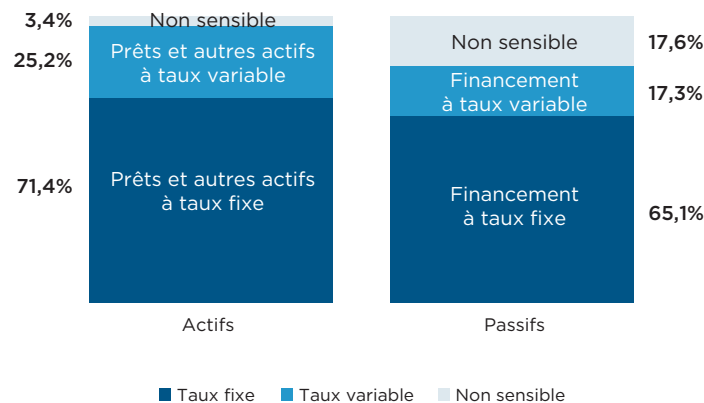 3,4%
Non sensible
25,2%
Prêts et autres actifs
à taux variable
71,4%
Prêts et autres actifs
à taux fixe
Actifs
Non sensible
17,6%
Financement
à taux variable
17,3%
Financement
à taux fixe
65,1%
Passifs
Taux fixe
Taux variable
Non sensible